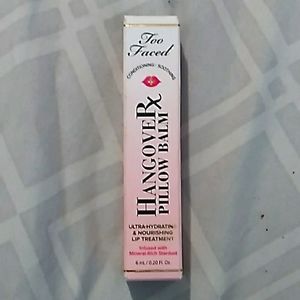 Too
Faced
CONDITIONING · SOOTHING
HANGOVER RX
PILLOW BALM
ULTRA-HYDRATING
& NOURISHING
LIP TREATMENT
Infused with
Mineral-Rich
6 mL / 0.20 fl. Oz.